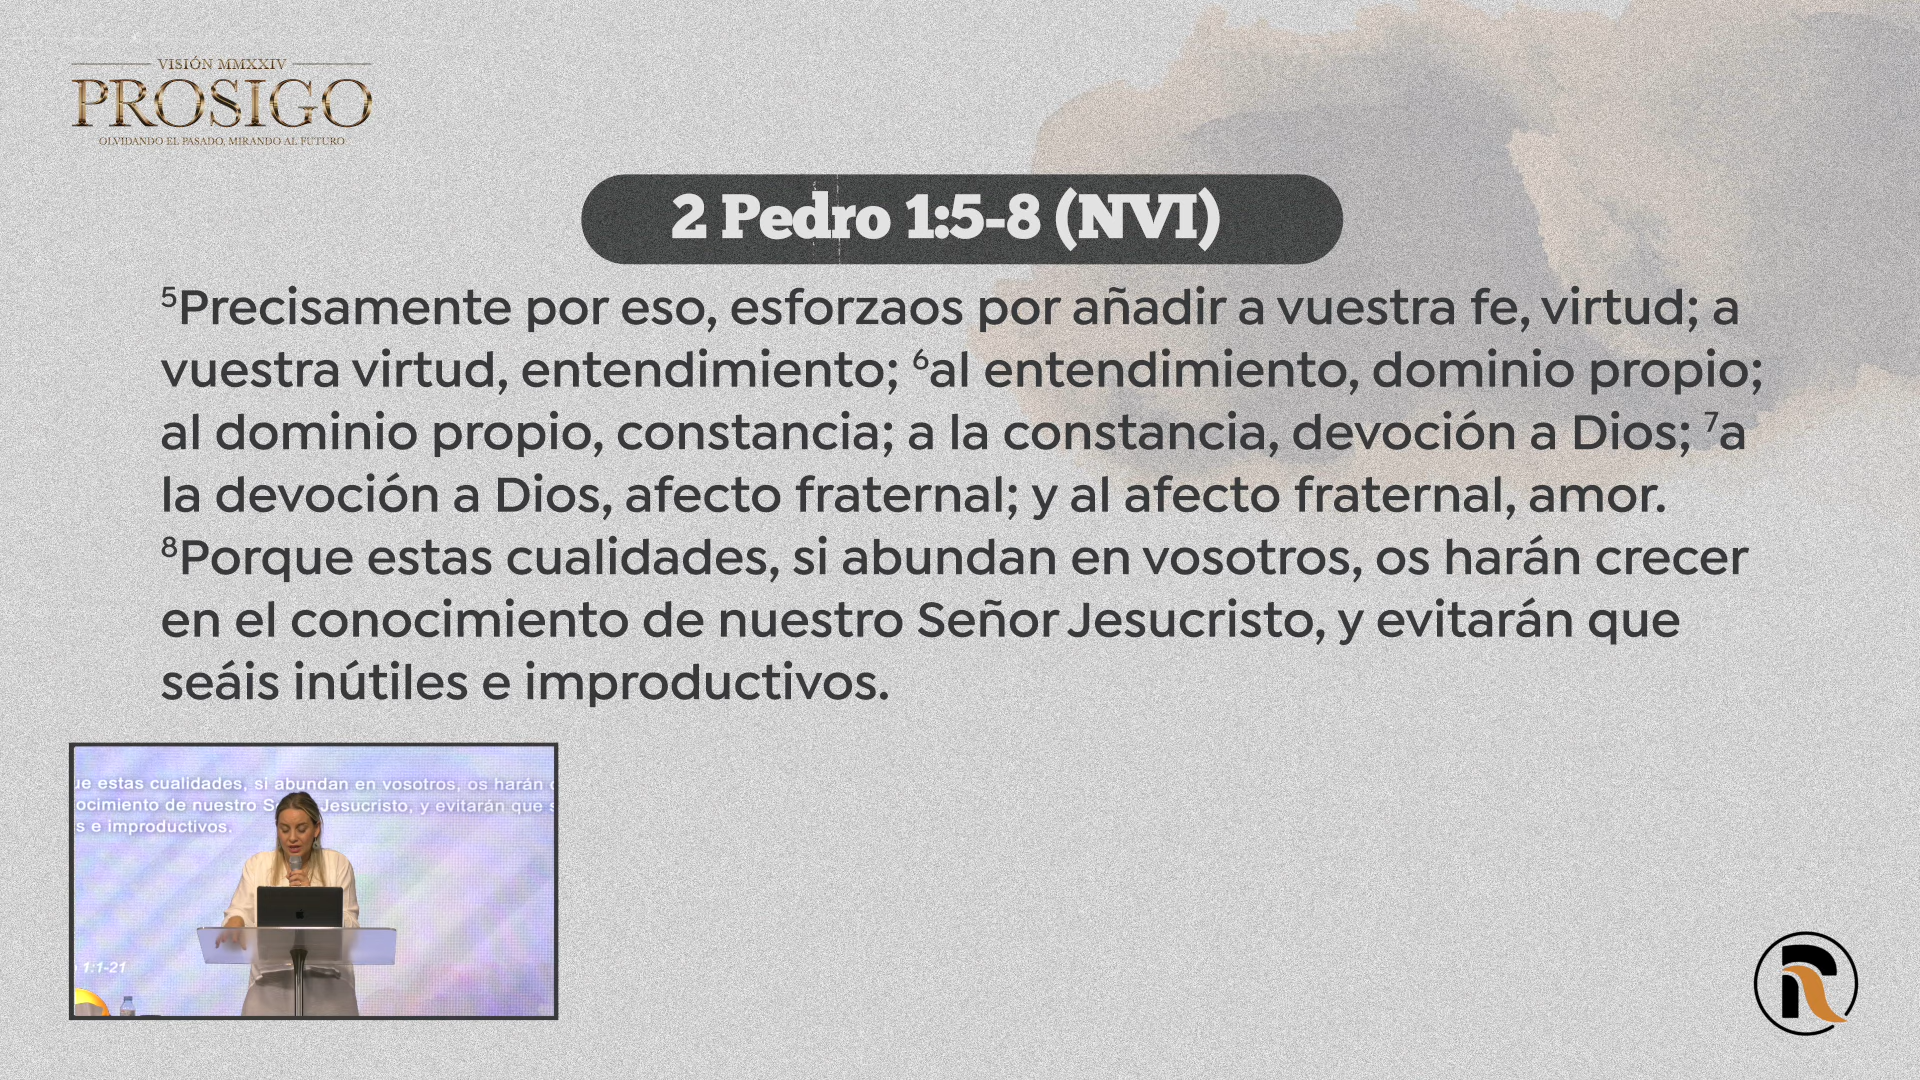 VISIÓN MMXXIV
PROSIGO
OLVIDANDO EL PASADO, MIRANDO AL FUTURO
2 Pedro 1:5-8 (NVI)
⁵Precisamente por eso, esforzaos por añadir a vuestra fe, virtud; a
vuestra virtud, entendimiento; ⁶al entendimiento, dominio propio;
al dominio propio, constancia; a la constancia, devoción a Dios; ⁷a
la devoción a Dios, afecto fraternal; y al afecto fraternal, amor.
⁸Porque estas cualidades, si abundan en vosotros, os harán crecer
en el conocimiento de nuestro Señor Jesucristo, y evitarán que
seáis inútiles e improductivos.
ue estas cualidades, si abundan en vosotros, os harán
ocimiento de nuestro Jesucristo, y evitarán que s
s e improductivos.
1:1-21